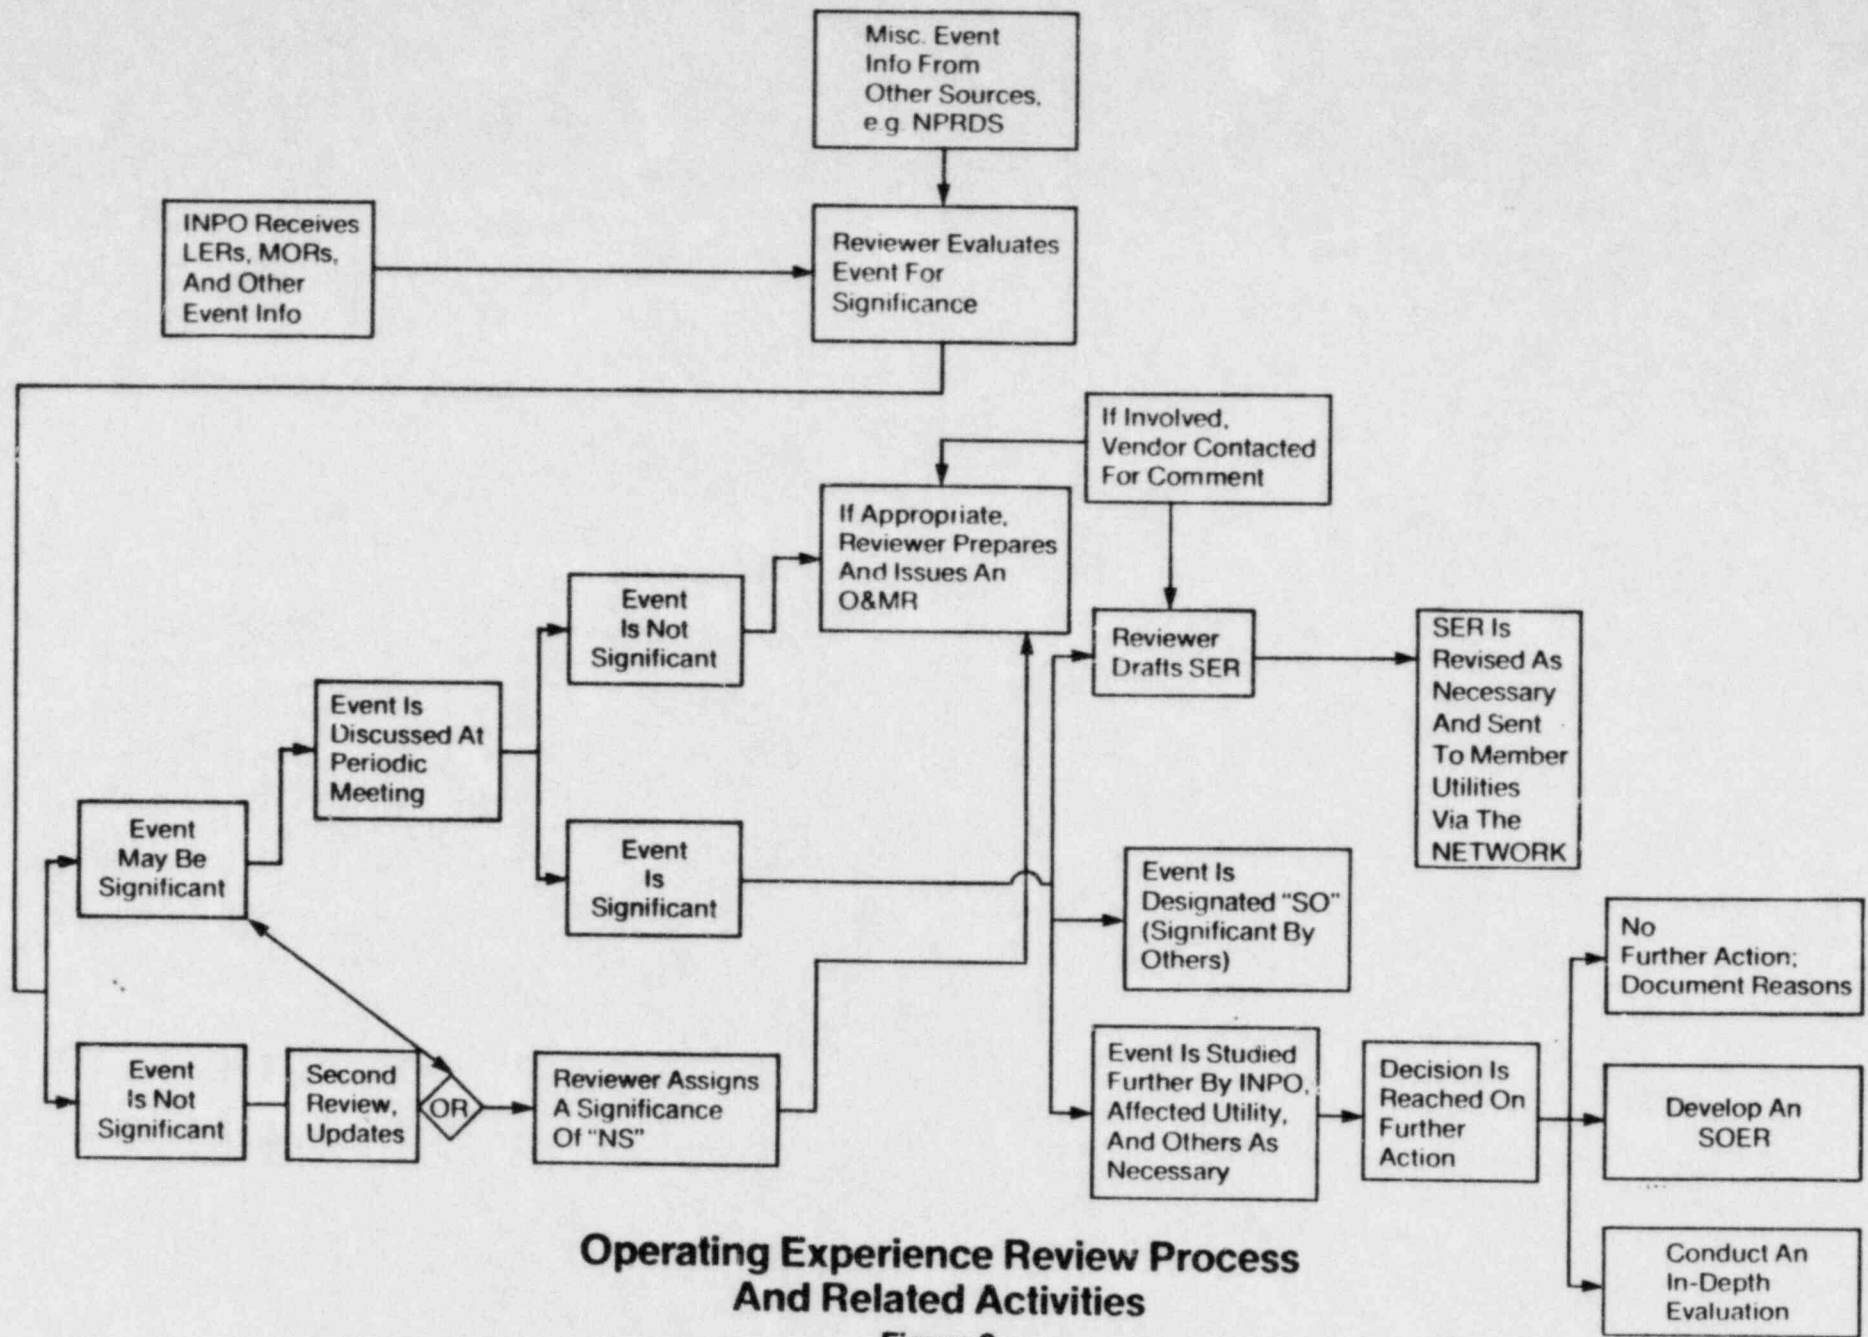 Misc. Event
Info From
Other Sources,
e.g. NPRDS
INPO Receives
LERs, MORs,
And Other
Event Info
Reviewer Evaluates
Event For
Significance
If Involved,
Vendor Contacted
For Comment
If Appropriate,
Reviewer Prepares
And Issues An
O&MR
Event
Is Not
Significant
Reviewer
Drafts SER
SER Is
Revised As
Necessary
And Sent
To Member
Utilities
Via The
NETWORK
Event Is
Discussed At
Periodic
Meeting
Event
May Be
Significant
Event
Is
Significant
Event Is
Designated "SO"
(Significant By
Others)
No
Further Action;
Document Reasons
Event
Is Not
Significant
Second
Review,
Updates
OR
Reviewer Assigns
A Significance
Of "NS"
Event Is Studied
Further By INPO,
Affected Utility,
And Others As
Necessary
Decision Is
Reached On
Further
Action
Develop An
SOER
Conduct An
In-Depth
Evaluation
Operating Experience Review Process
And Related Activities